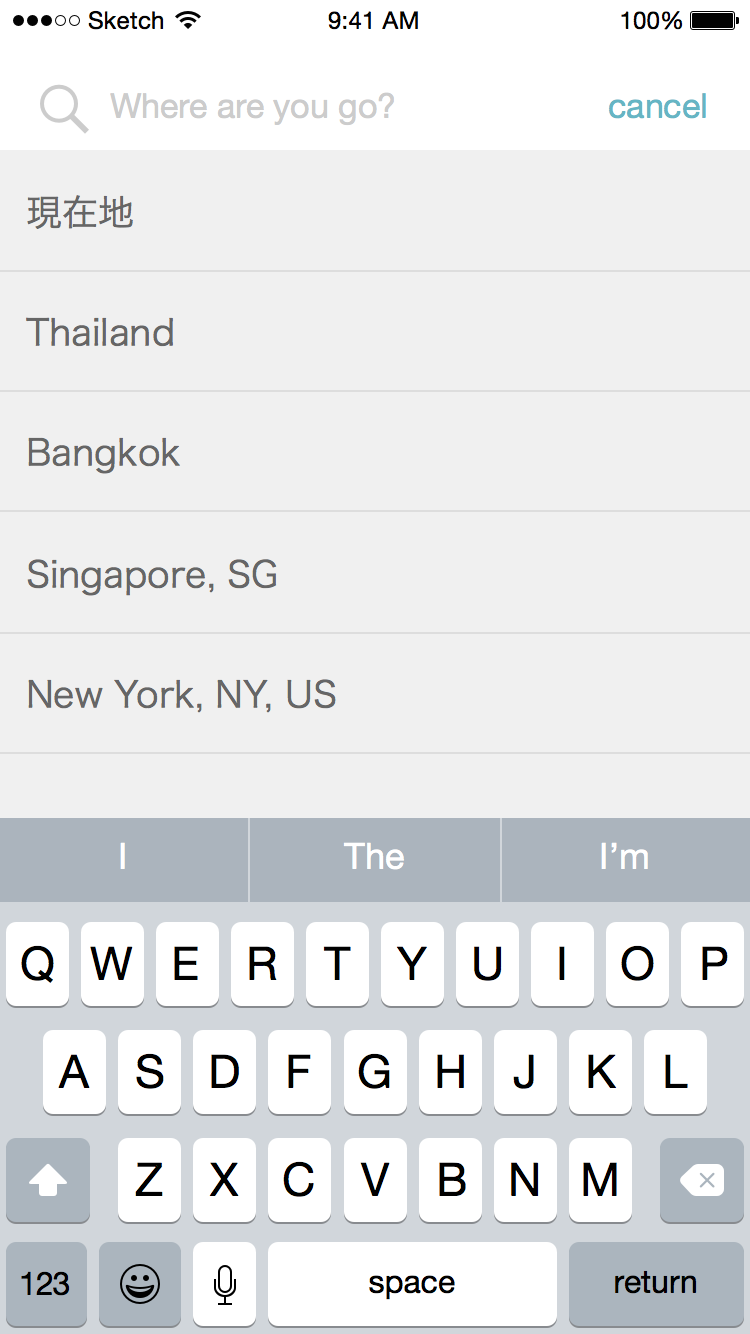 Sketch 9:41 AM 100%
Where are you go? cancel
現在地
Thailand
Bangkok
Singapore, SG
New York, NY, US
I The I’m
Q W E R T Y U I O P
A S D F G H J K L
Z X C V B N M
123 space return